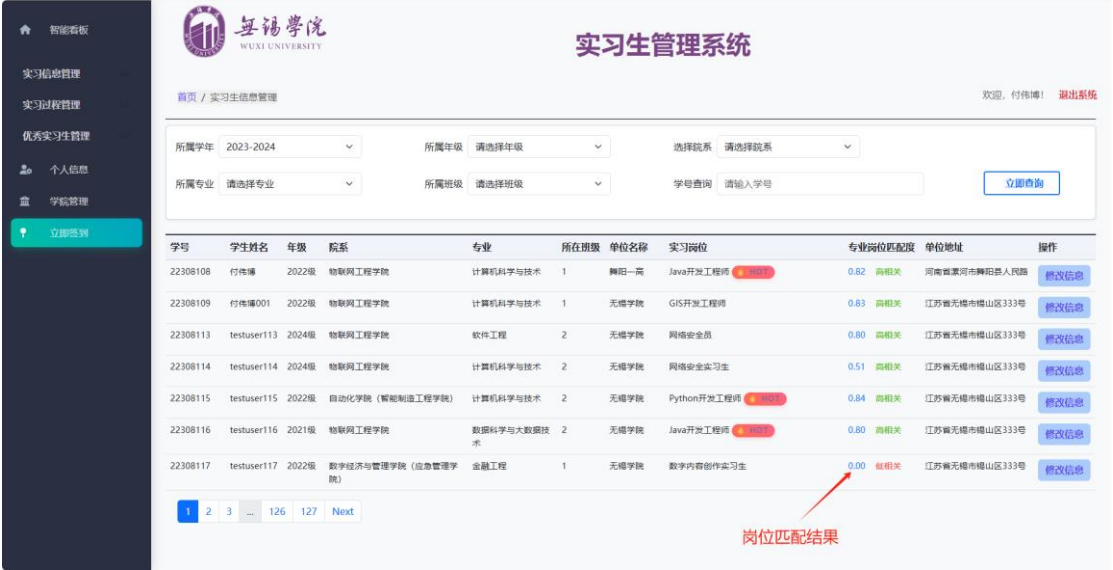 智能看板
实习信息管理
实习过程管理
优秀实习生管理
个人信息
学院管理
立即签到
無锡學院
WUXI UNIVERSITY
实习生管理系统
首页 / 实习生信息管理
欢迎，付伟博！ 退出系统
所属学年 2023-2024 所属年级 请选择年级 选择院系 请选择院系
所属专业 请选择专业 所属班级 请选择班级 学号查询 请输入学号 立即查询
学号 学生姓名 年级 院系 专业 所在班级 单位名称 实习岗位 专业岗位匹配度 单位地址 操作
22308108 付伟博 2022级 物联网工程学院 计算机科学与技术 1 舞阳一高 Java开发工程师 HOT 0.82 高相关 河南省漯河市舞阳县人民路 修改信息
22308109 付伟博001 2022级 物联网工程学院 计算机科学与技术 1 无锡学院 GIS开发工程师 0.83 高相关 江苏省无锡市锡山区333号 修改信息
22308113 testuser113 2024级 物联网工程学院 软件工程 2 无锡学院 网络安全员 0.80 高相关 江苏省无锡市锡山区333号 修改信息
22308114 testuser114 2024级 物联网工程学院 计算机科学与技术 2 无锡学院 网络安全实习生 0.51 高相关 江苏省无锡市锡山区333号 修改信息
22308115 testuser115 2022级 自动化学院（智能制造工程学院） 计算机科学与技术 2 无锡学院 Python开发工程师 HOT 0.84 高相关 江苏省无锡市锡山区333号 修改信息
22308116 testuser116 2021级 物联网工程学院 数据科学与大数据技 2 无锡学院 Java开发工程师 HOT 0.80 高相关 江苏省无锡市锡山区333号 修改信息
术
22308117 testuser117 2022级 数字经济与管理学院（应急管理学 金融工程 1 无锡学院 数字内容创作实习生 0.00 低相关 江苏省无锡市锡山区333号 修改信息
院）
1 2 3 ... 126 127 Next
岗位匹配结果